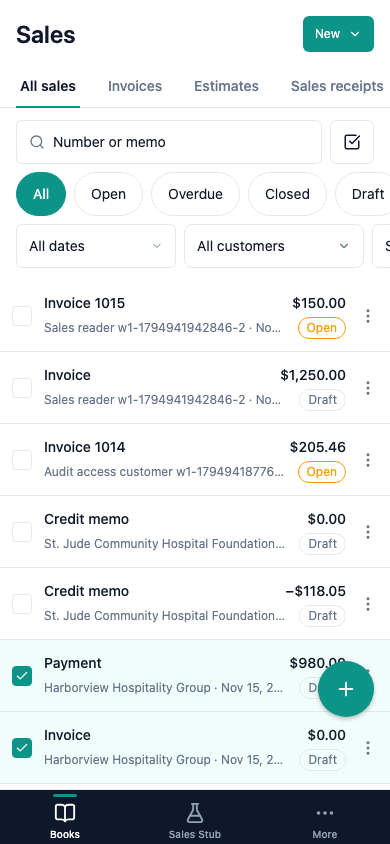 Sales
New
All sales Invoices Estimates Sales receipts
Number or memo
All Open Overdue Closed Draft
All dates All customers S
Invoice 1015 $150.00
Sales reader w1-1794941942846-2 · No... Open
Invoice $1,250.00
Sales reader w1-1794941942846-2 · No... Draft
Invoice 1014 $205.46
Audit access customer w1-17949418776... Open
Credit memo $0.00
St. Jude Community Hospital Foundation... Draft
Credit memo −$118.05
St. Jude Community Hospital Foundation... Draft
Payment $980.00
Harborview Hospitality Group · Nov 15, 2...
Invoice $0.00
Harborview Hospitality Group · Nov 15, 2... Draft
Books Sales Stub More